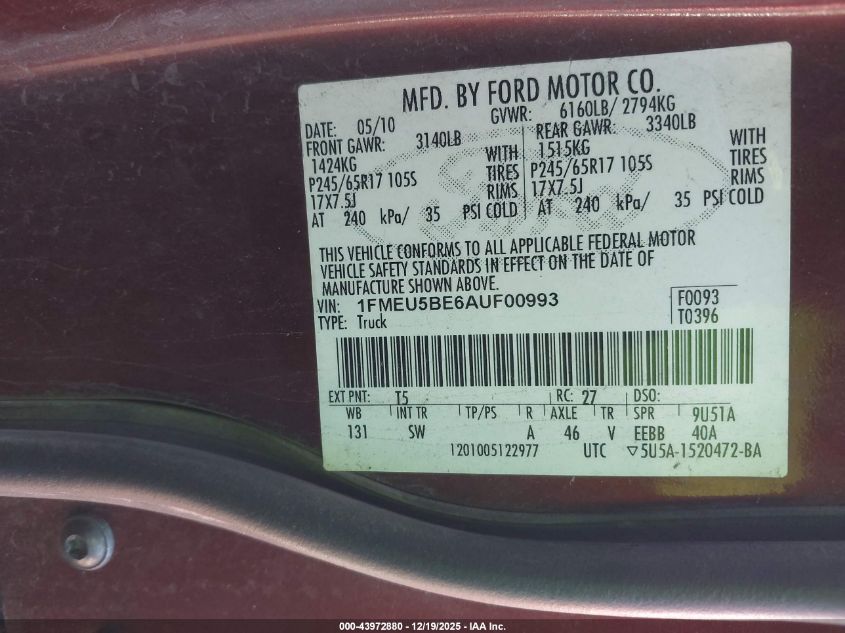 MFD. BY FORD MOTOR CO.
DATE: 05/10 GVWR: 6160LB/ 2794KG
FRONT GAWR: 3140LB REAR GAWR: 3340LB
1424KG WITH 1515KG WITH
P245/65R17 105S TIRES P245/65R17 105S TIRES
17X7.5J RIMS 17X7.5J RIMS
AT 240 kPa/ 35 PSI COLD AT 240 kPa/ 35 PSI COLD
THIS VEHICLE CONFORMS TO ALL APPLICABLE FEDERAL MOTOR
VEHICLE SAFETY STANDARDS IN EFFECT ON THE DATE OF
MANUFACTURE SHOWN ABOVE.
VIN: 1FMEU5BE6AUF00993 F0093
TYPE: Truck T0396
EXT PNT: T5 RC: 27 DSO:
WB INT TR TP/PS R AXLE TR SPR 9U51A
131 SW A 46 V EEBB 40A
1201005122977 UTC ▽5U5A-1520472-BA
000-43972880 - 12/19/2025 - IAA Inc.